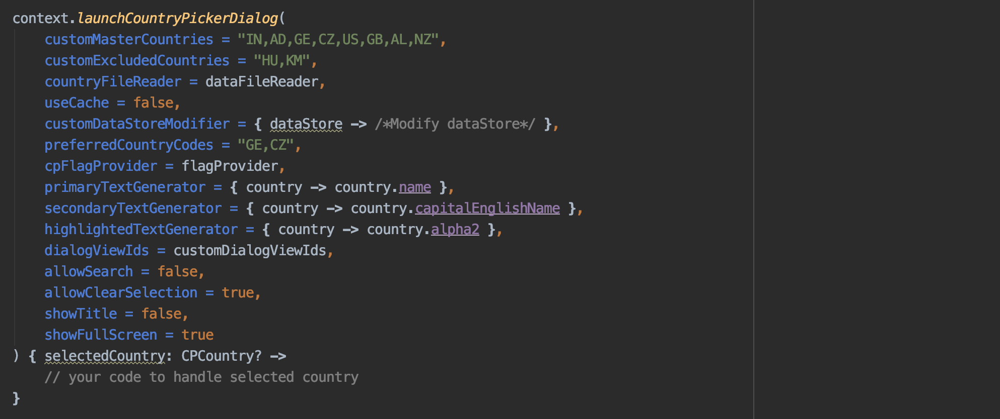 context.launchCountryPickerDialog(
    customMasterCountries = "IN,AD,GE,CZ,US,GB,AL,NZ",
    customExcludedCountries = "HU,KM",
    countryFileReader = dataFileReader,
    useCache = false,
    customDataStoreModifier = { dataStore -> /*Modify dataStore*/ },
    preferredCountryCodes = "GE,CZ",
    cpFlagProvider = flagProvider,
    primaryTextGenerator = { country -> country.name },
    secondaryTextGenerator = { country -> country.capitalEnglishName },
    highlightedTextGenerator = { country -> country.alpha2 },
    dialogViewIds = customDialogViewIds,
    allowSearch = false,
    allowClearSelection = true,
    showTitle = false,
    showFullScreen = true
) { selectedCountry: CPCountry? ->
    // your code to handle selected country
}